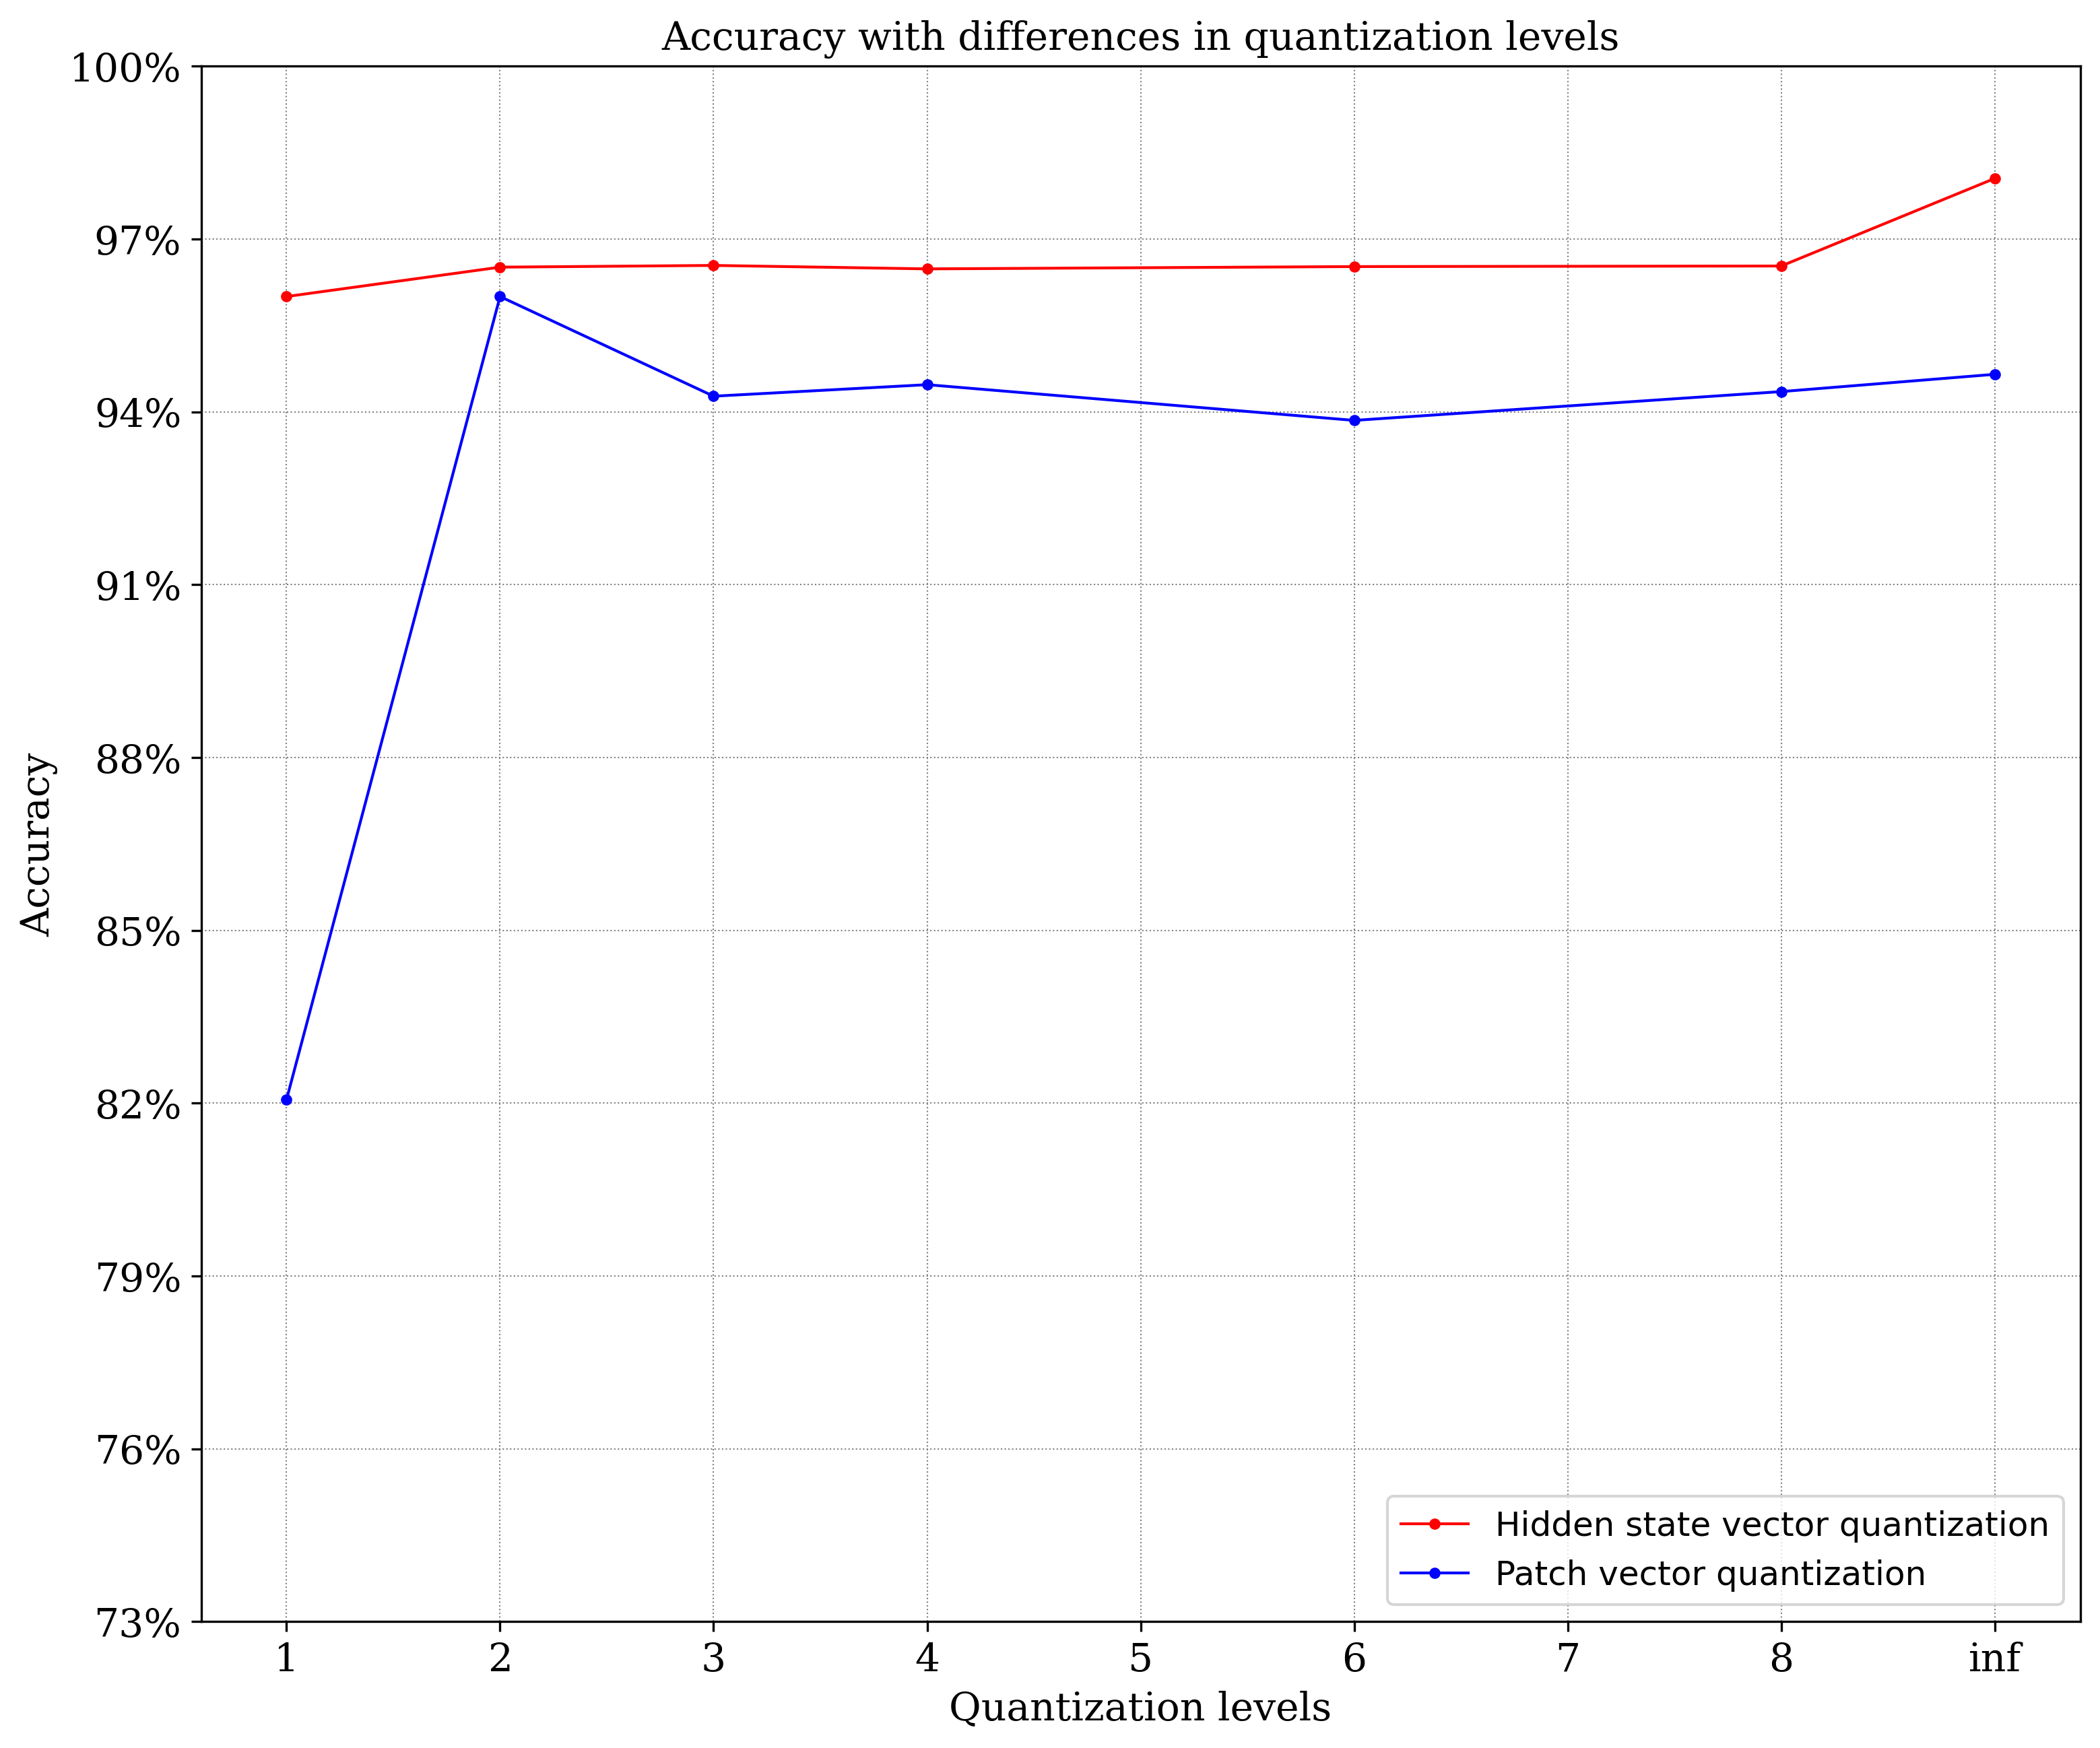 Accuracy with differences in quantization levels
100%
97%
94%
91%
88%
85%
82%
79%
76%
73%
Accuracy
1 2 3 4 5 6 7 8 inf
Quantization levels
Hidden state vector quantization
Patch vector quantization